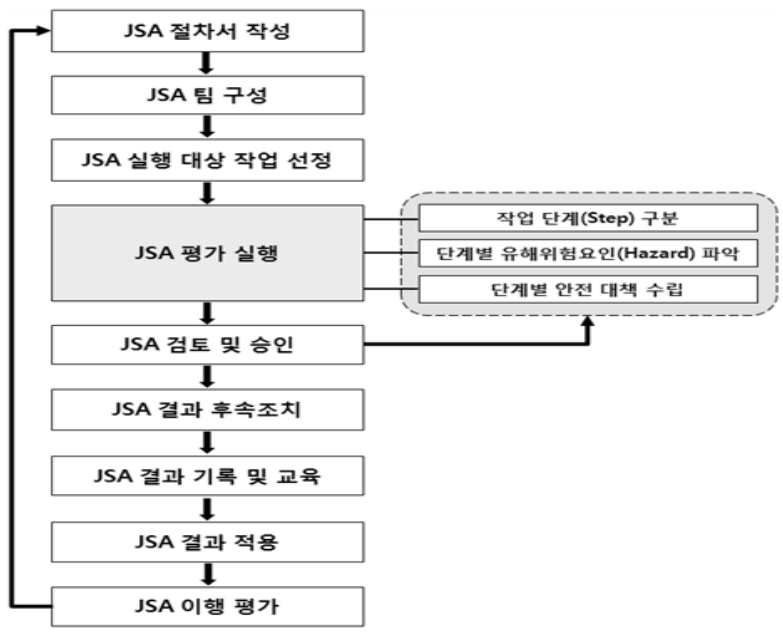 JSA 절차서 작성
JSA 팀 구성
JSA 실행 대상 작업 선정
JSA 평가 실행
작업 단계(Step) 구분
단계별 유해위험요인(Hazard) 파악
단계별 안전 대책 수립
JSA 검토 및 승인
JSA 결과 후속조치
JSA 결과 기록 및 교육
JSA 결과 적용
JSA 이행 평가